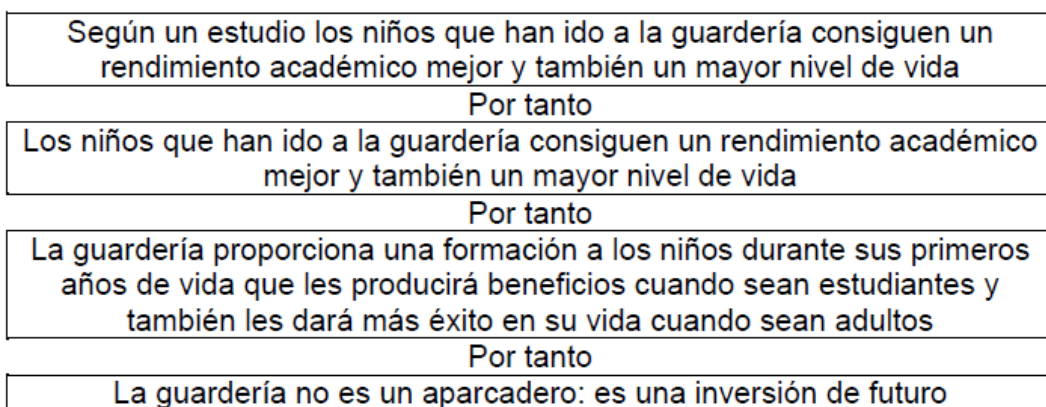 Según un estudio los niños que han ido a la guardería consiguen un
rendimiento académico mejor y también un mayor nivel de vida
Por tanto
Los niños que han ido a la guardería consiguen un rendimiento académico
mejor y también un mayor nivel de vida
Por tanto
La guardería proporciona una formación a los niños durante sus primeros
años de vida que les producirá beneficios cuando sean estudiantes y
también les dará más éxito en su vida cuando sean adultos
Por tanto
La guardería no es un aparcadero: es una inversión de futuro